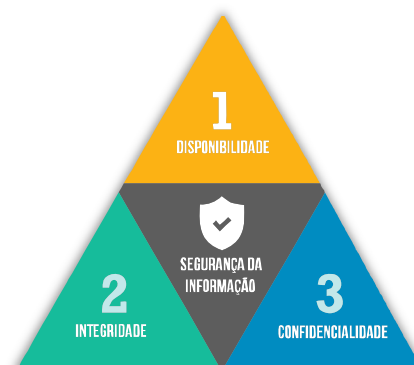 1
DISPONIBILIDADE
SEGURANÇA DA
INFORMAÇÃO
2
INTEGRIDADE
3
CONFIDENCIALIDADE